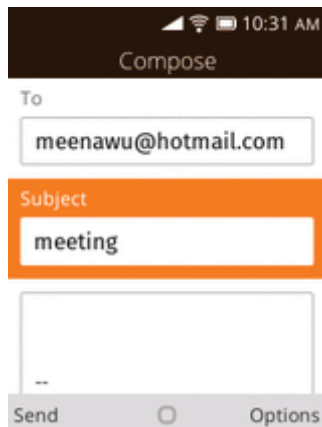 10:31 AM
Compose
To
meenawu@hotmail.com
Subject
meeting
--
Send Options